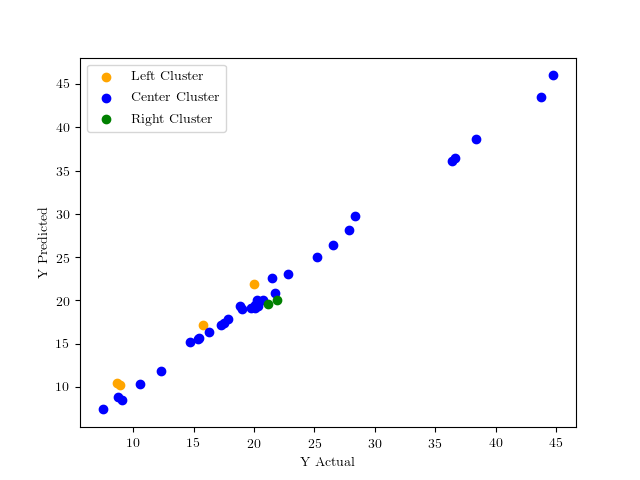 Left Cluster
Center Cluster
Right Cluster
45
40
35
30
25
20
15
10
Y Predicted
10 15 20 25 30 35 40 45
Y Actual